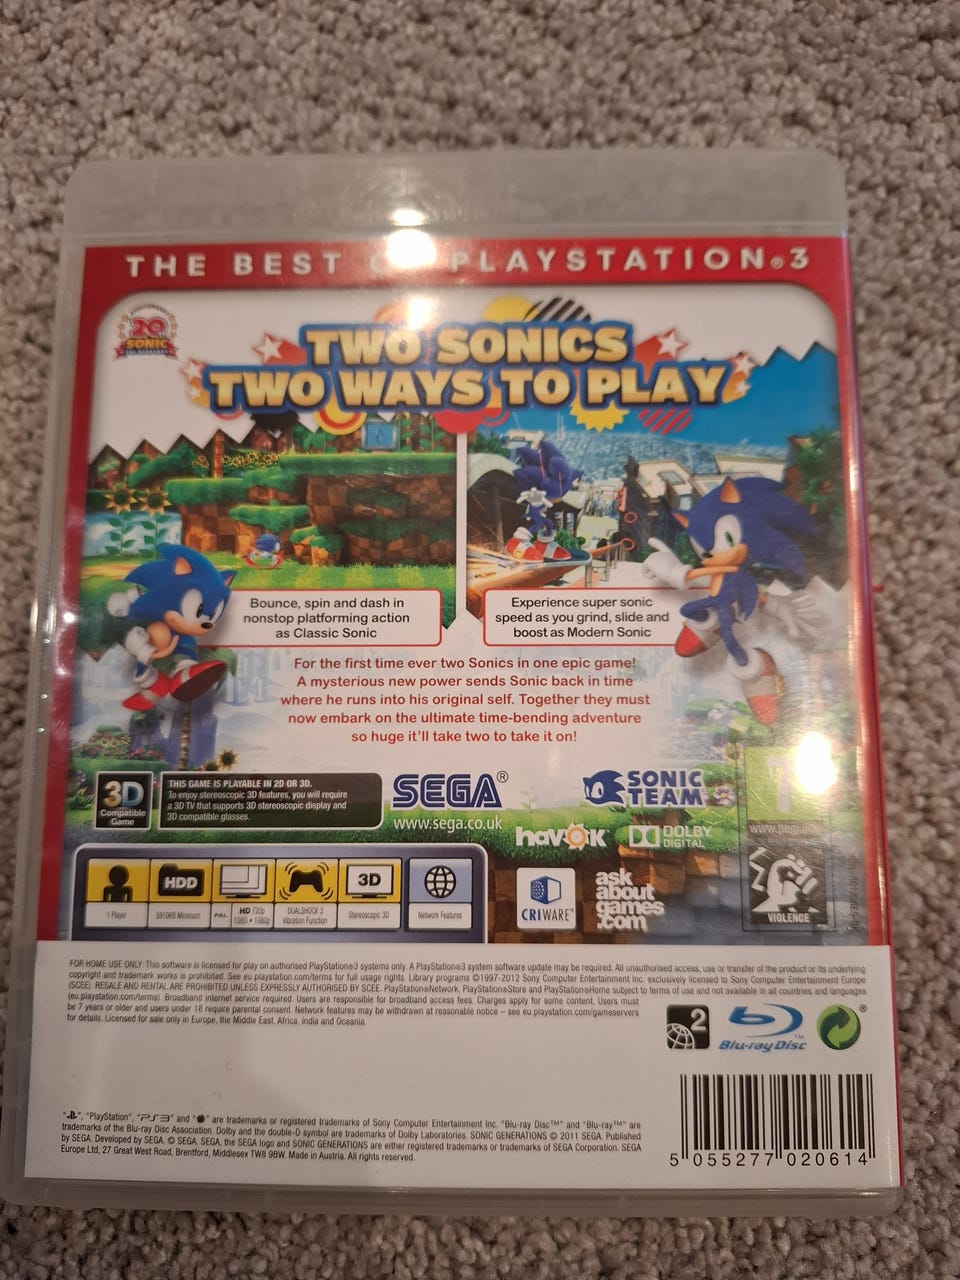 THE BEST PLAYSTATION®3
ANNIVERSARY
20
SONIC
TWO SONICS
TWO WAYS TO PLAY
Bounce, spin and dash in
nonstop platforming action
as Classic Sonic
Experience super sonic
speed as you grind, slide and
boost as Modern Sonic
For the first time ever two Sonics in one epic game!
A mysterious new power sends Sonic back in time
where he runs into his original self. Together they must
now embark on the ultimate time-bending adventure
so huge it'll take two to take it on!
3D
Compatible
Game
THIS GAME IS PLAYABLE IN 2D OR 3D.
To enjoy stereoscopic 3D features, you will require
a 3D TV that supports 3D stereoscopic display and
3D compatible glasses.
SEGA®
www.sega.co.uk
SONIC
TEAM
havok
DOLBY
DIGITAL
www.pegi
HDD
3D
1 Player
5910KB Minimum
PAL
HD 720p
1080i • 1080p
DUALSHOCK 3
Vibration Function
Stereoscopic 3D
Network Features
CRIWARE™
ask
about
games
.com
VIOLENCE
FOR HOME USE ONLY: This software is licensed for play on authorised PlayStation®3 systems only. A PlayStation®3 system software update may be required. All unauthorised access, use or transfer of the product or its underlying
copyright and trademark works is prohibited. See eu.playstation.com/terms for full usage rights. Library programs ©1997-2012 Sony Computer Entertainment Inc. exclusively licensed to Sony Computer Entertainment Europe
(SCEE). RESALE AND RENTAL ARE PROHIBITED UNLESS EXPRESSLY AUTHORISED BY SCEE. PlayStation®Network, PlayStation®Store and PlayStation®Home subject to terms of use and not available in all countries and languages
(eu.playstation.com/terms). Broadband internet service required. Users are responsible for broadband access fees. Charges apply for some content. Users must
be 7 years or older and users under 18 require parental consent. Network features may be withdrawn at reasonable notice – see eu.playstation.com/gameservers
for details. Licensed for sale only in Europe, the Middle East, Africa, India and Oceania.
2
Blu-ray Disc™
®
"PlayStation", "PS3" and are trademarks or registered trademarks of Sony Computer Entertainment Inc. "Blu-ray Disc™" and "Blu-ray™" are
trademarks of the Blu-ray Disc Association. Dolby and the double-D symbol are trademarks of Dolby Laboratories. SONIC GENERATIONS © 2011 SEGA. Published
by SEGA. Developed by SEGA. © SEGA. SEGA, the SEGA logo and SONIC GENERATIONS are either registered trademarks or trademarks of SEGA Corporation. SEGA
Europe Ltd, 27 Great West Road, Brentford, Middlesex TW8 9BW. Made in Austria. All rights reserved.
5 055277 020614